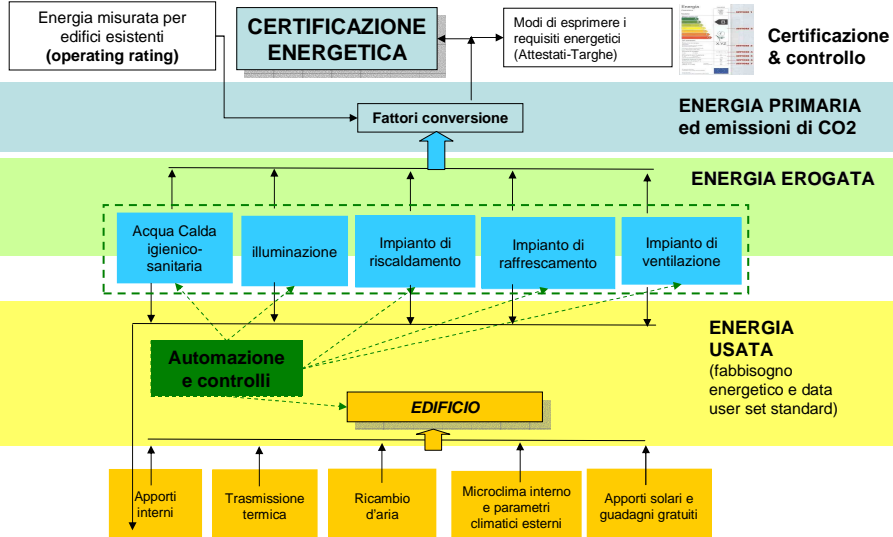 Energia misurata per
edifici esistenti
(operating rating)
CERTIFICAZIONE
ENERGETICA
Modi di esprimere i
requisiti energetici
(Attestati-Targhe)
Energia
Certificazione
& controllo
Fattori conversione
ENERGIA PRIMARIA
ed emissioni di CO2
ENERGIA EROGATA
Acqua Calda
igienico-
sanitaria
illuminazione
Impianto di
riscaldamento
Impianto di
raffrescamento
Impianto di
ventilazione
ENERGIA
USATA
(fabbisogno
energetico e data
user set standard)
Automazione
e controlli
EDIFICIO
Apporti
interni
Trasmissione
termica
Ricambio
d'aria
Microclima interno
e parametri
climatici esterni
Apporti solari e
guadagni gratuiti